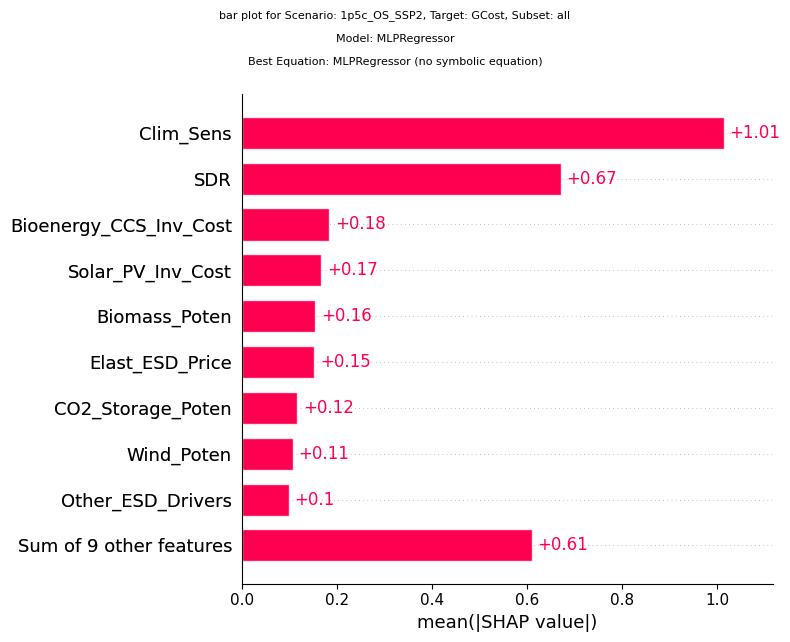 bar plot for Scenario: 1p5c_OS_SSP2, Target: GCost, Subset: all
Model: MLPRegressor
Best Equation: MLPRegressor (no symbolic equation)
Clim_Sens +1.01
SDR +0.67
Bioenergy_CCS_Inv_Cost +0.18
Solar_PV_Inv_Cost +0.17
Biomass_Poten +0.16
Elast_ESD_Price +0.15
CO2_Storage_Poten +0.12
Wind_Poten +0.11
Other_ESD_Drivers +0.1
Sum of 9 other features +0.61
0.0 0.2 0.4 0.6 0.8 1.0
mean(|SHAP value|)